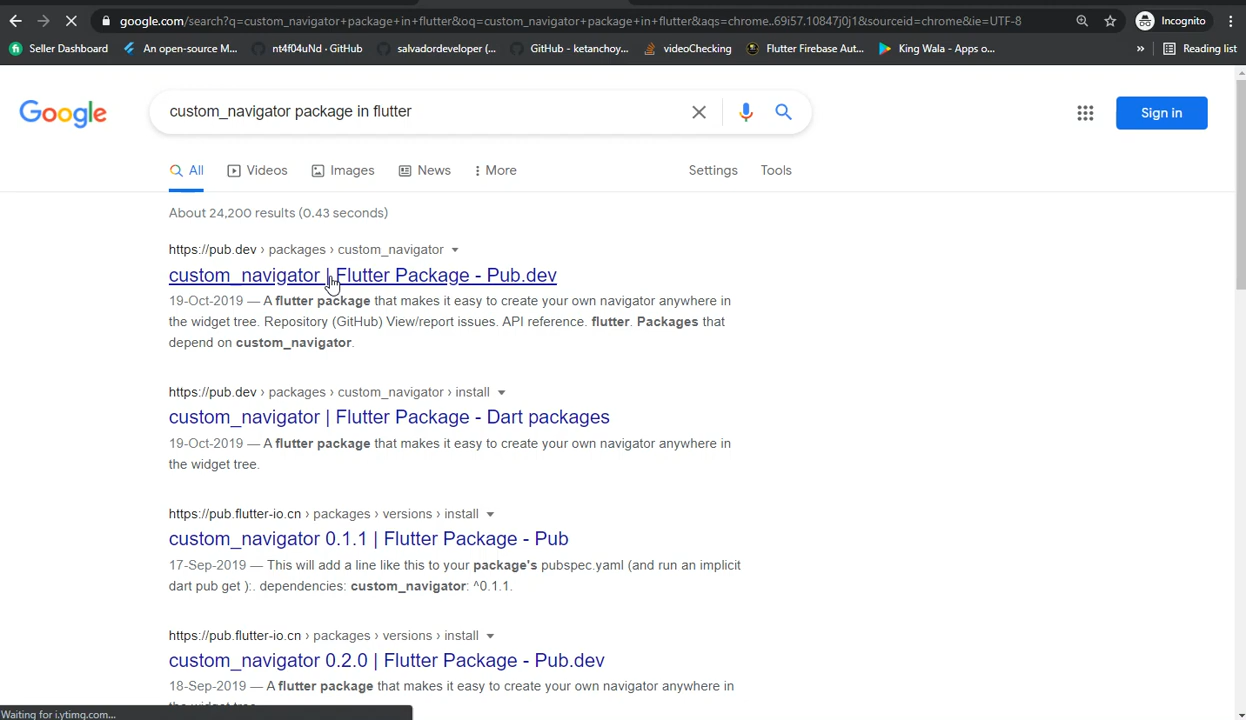 google.com/search?q=custom_navigator+package+in+flutter&oq=custom_navigator+package+in+flutter&aqs=chrome..69i57.10847j0j1&sourceid=chrome&ie=UTF-8
Incognito
Seller Dashboard
An open-source M...
nt4f04uNd · GitHub
salvadordeveloper (...
GitHub - ketanchoy...
videoChecking
Flutter Firebase Aut...
King Wala - Apps o...
»
Reading list
Google
custom_navigator package in flutter
Sign in
All
Videos
Images
News
More
Settings
Tools
About 24,200 results (0.43 seconds)
https://pub.dev › packages › custom_navigator
custom_navigator | Flutter Package - Pub.dev
19-Oct-2019 — A flutter package that makes it easy to create your own navigator anywhere in
the widget tree. Repository (GitHub) View/report issues. API reference. flutter. Packages that
depend on custom_navigator.
https://pub.dev › packages › custom_navigator › install
custom_navigator | Flutter Package - Dart packages
19-Oct-2019 — A flutter package that makes it easy to create your own navigator anywhere in
the widget tree.
https://pub.flutter-io.cn › packages › versions › install
custom_navigator 0.1.1 | Flutter Package - Pub
17-Sep-2019 — This will add a line like this to your package's pubspec.yaml (and run an implicit
dart pub get ):. dependencies: custom_navigator: ^0.1.1.
https://pub.flutter-io.cn › packages › versions › install
custom_navigator 0.2.0 | Flutter Package - Pub.dev
18-Sep-2019 — A flutter package that makes it easy to create your own navigator anywhere in
Waiting for i.ytimg.com...